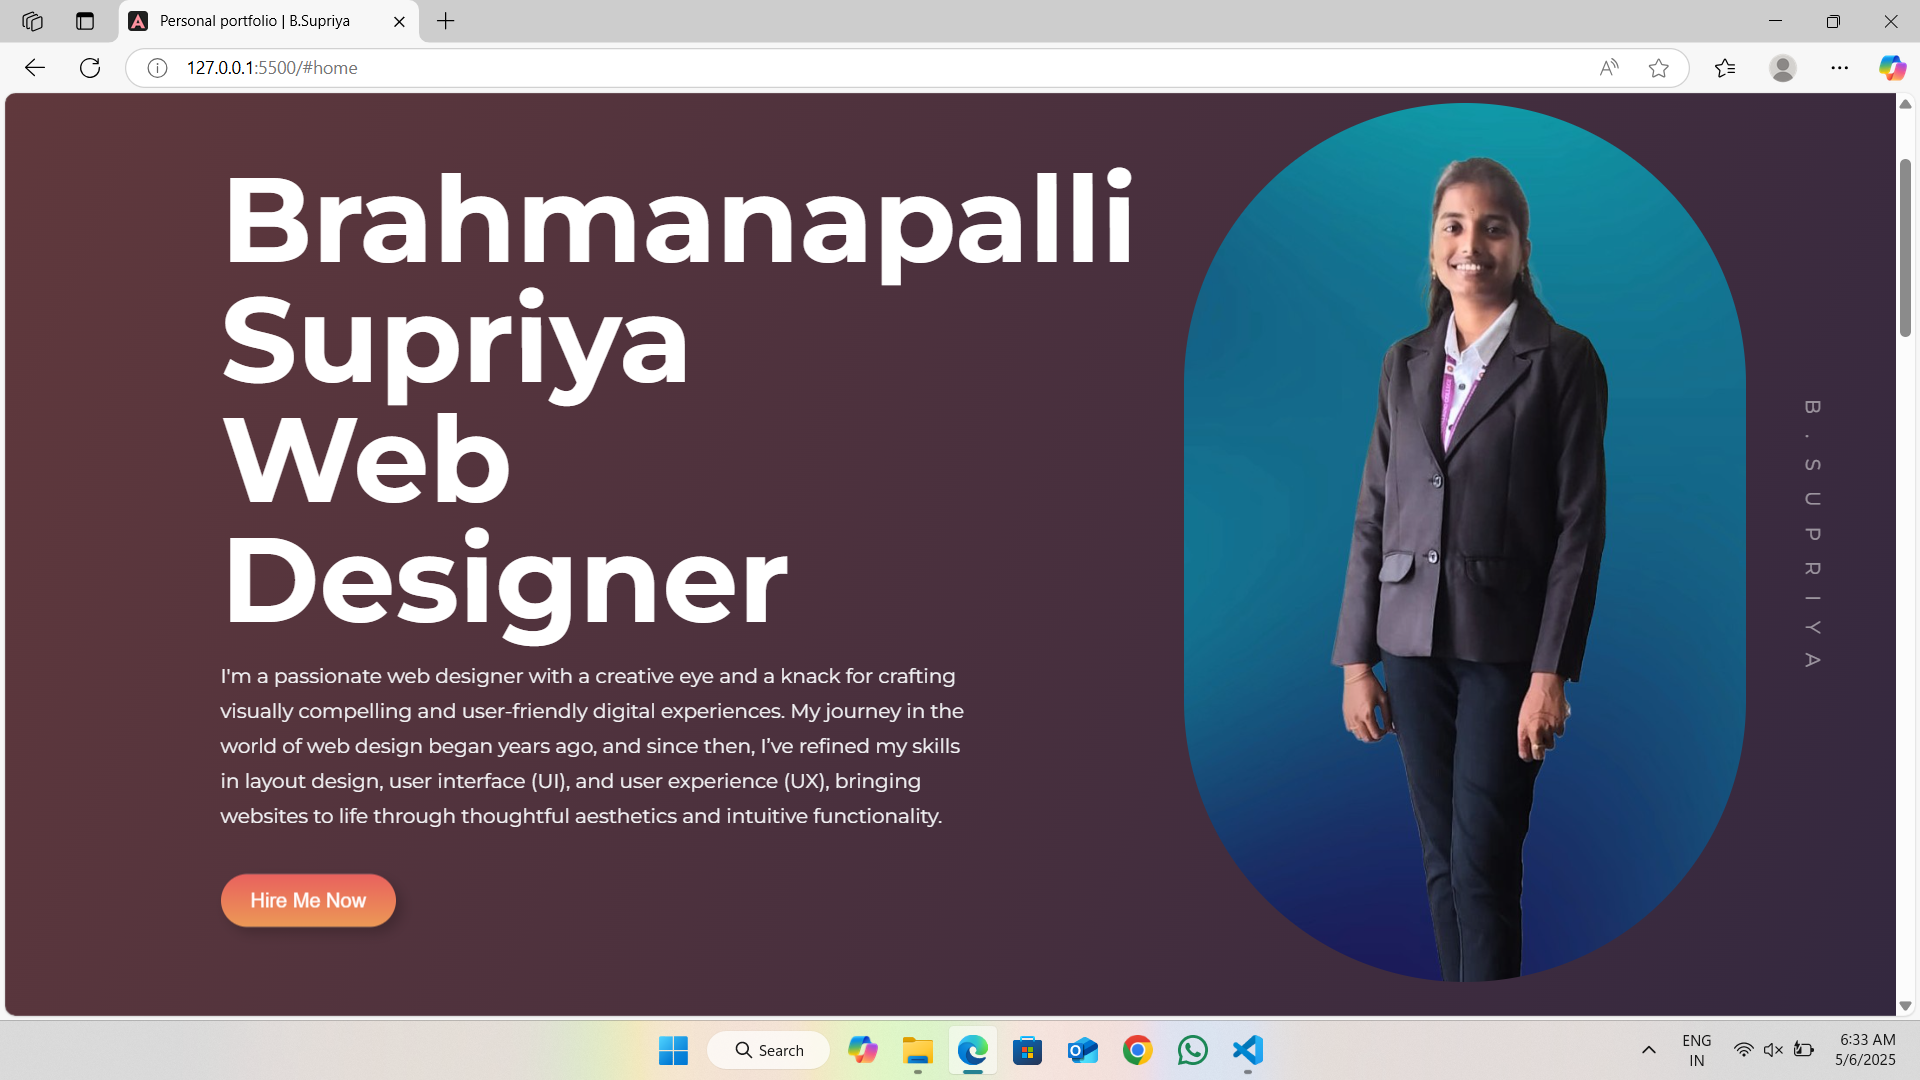 Personal portfolio | B.Supriya
127.0.0.1:5500/#home
Brahmanapalli
Supriya
Web
Designer
I'm a passionate web designer with a creative eye and a knack for crafting
visually compelling and user-friendly digital experiences. My journey in the
world of web design began years ago, and since then, I’ve refined my skills
in layout design, user interface (UI), and user experience (UX), bringing
websites to life through thoughtful aesthetics and intuitive functionality.
Hire Me Now
B.SUPRIYA
Search
ENG
IN
6:33 AM
5/6/2025